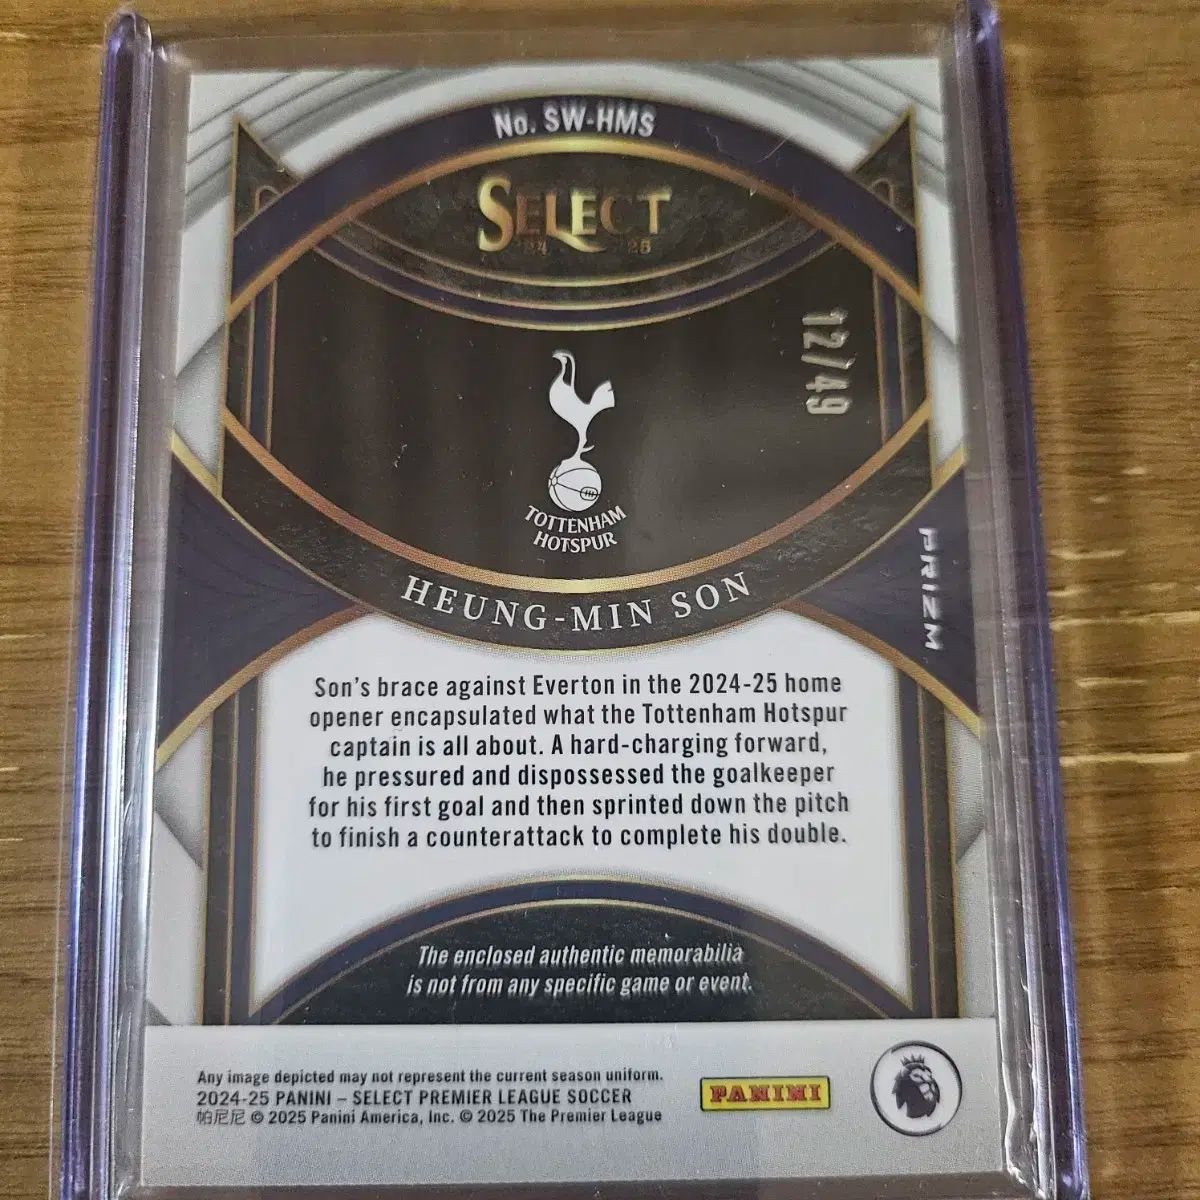 No. SW-HMS
SELECT
24 25
12/49
TOTTENHAM
HOTSPUR
HEUNG-MIN SON
PRIZM
Son's brace against Everton in the 2024-25 home
opener encapsulated what the Tottenham Hotspur
captain is all about. A hard-charging forward,
he pressured and dispossessed the goalkeeper
for his first goal and then sprinted down the pitch
to finish a counterattack to complete his double.
The enclosed authentic memorabilia
is not from any specific game or event.
Any image depicted may not represent the current season uniform.
2024-25 PANINI – SELECT PREMIER LEAGUE SOCCER
帕尼尼 © 2025 Panini America, Inc. © 2025 The Premier League
PANINI